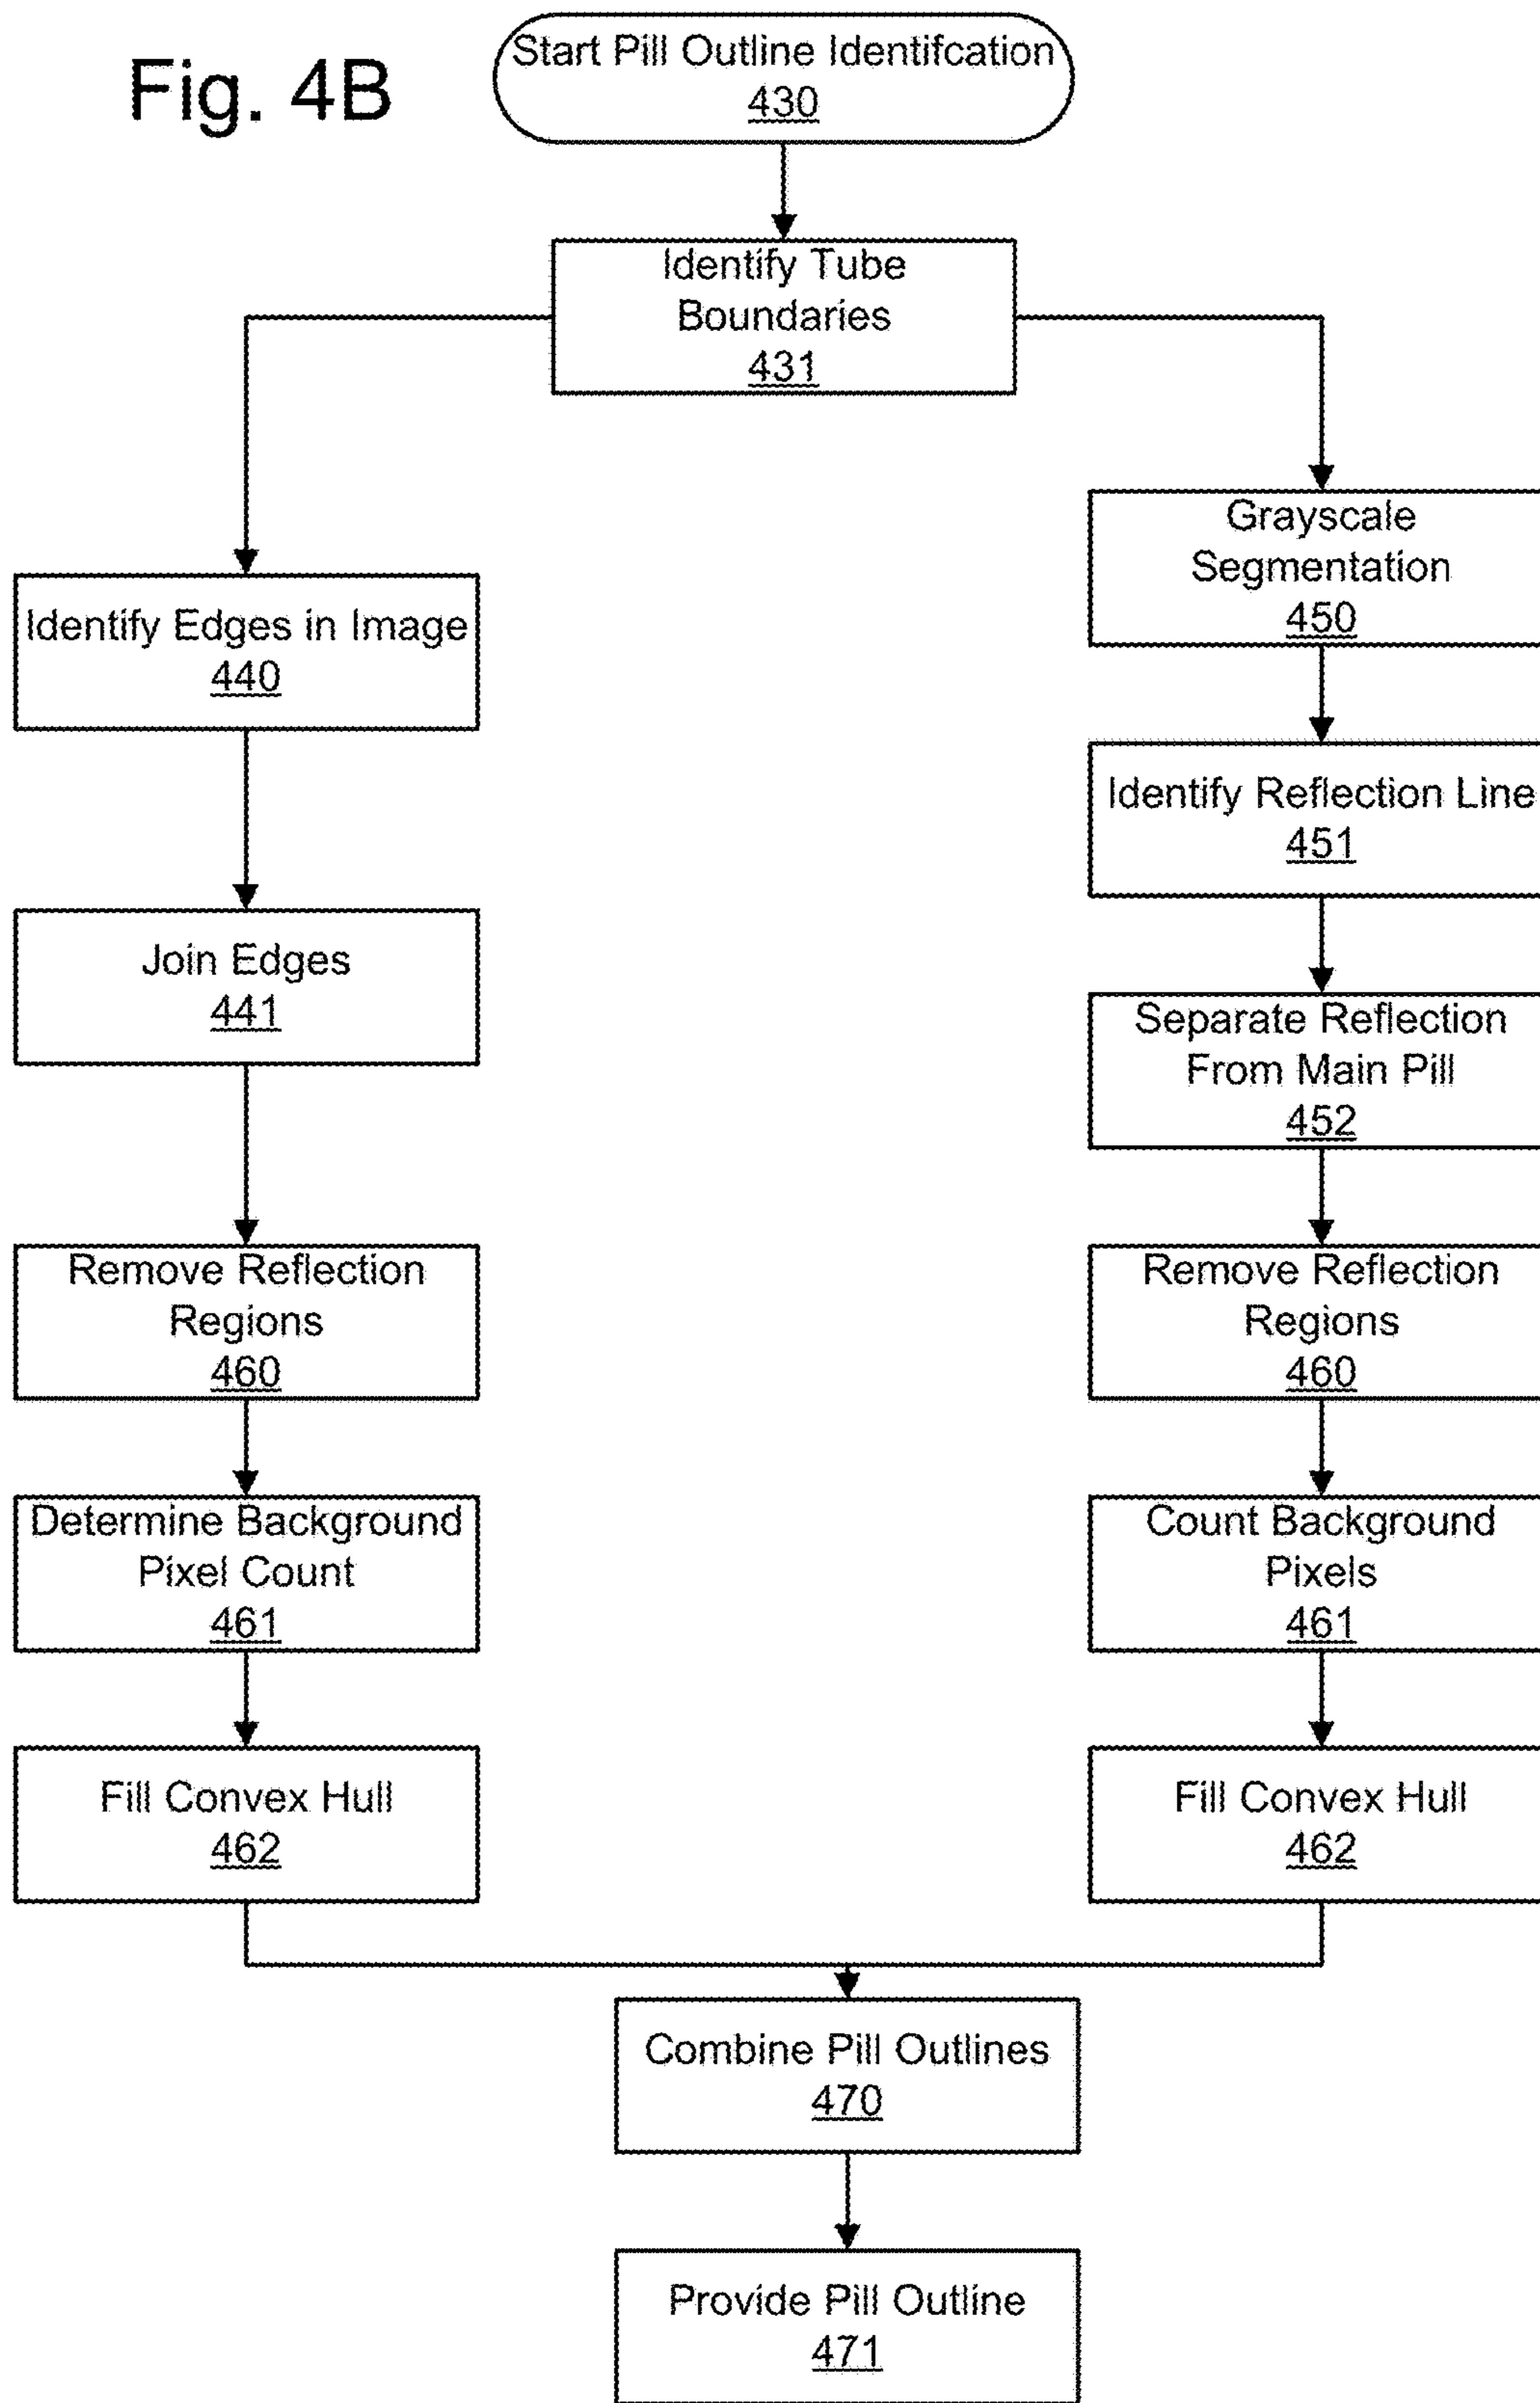 Fig. 4B
Start Pill Outline Identifcation
430
Identify Tube
Boundaries
431
Identify Edges in Image
440
Join Edges
441
Remove Reflection
Regions
460
Determine Background
Pixel Count
461
Fill Convex Hull
462
Grayscale
Segmentation
450
Identify Reflection Line
451
Separate Reflection
From Main Pill
452
Remove Reflection
Regions
460
Count Background
Pixels
461
Fill Convex Hull
462
Combine Pill Outlines
470
Provide Pill Outline
471